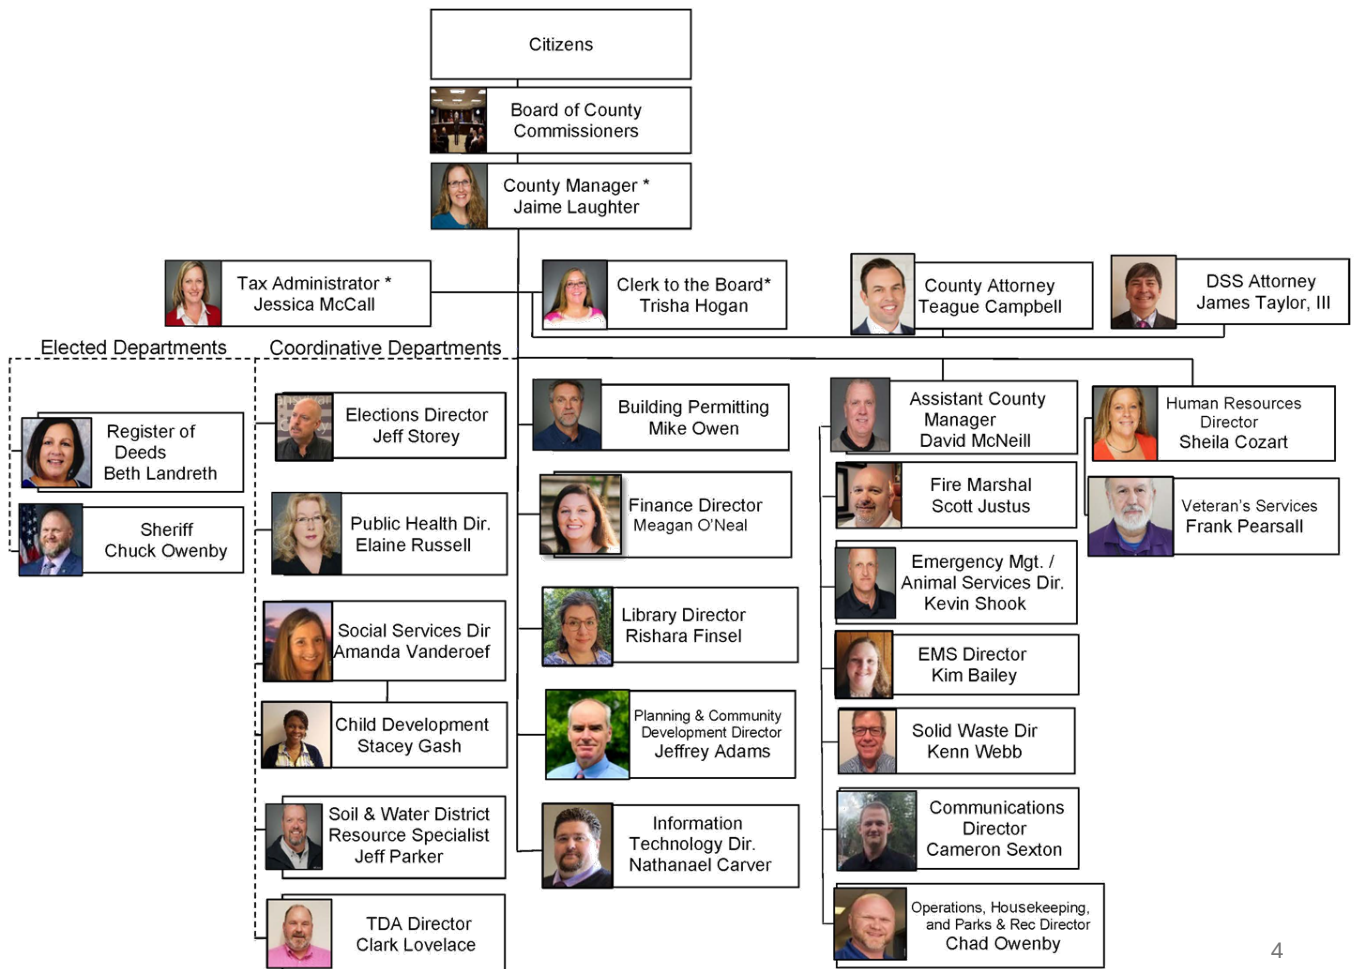 Citizens
Board of County
Commissioners
County Manager *
Jaime Laughter
Tax Administrator *
Jessica McCall
Clerk to the Board*
Trisha Hogan
County Attorney
Teague Campbell
DSS Attorney
James Taylor, III
Elected Departments
Register of
Deeds
Beth Landreth
Sheriff
Chuck Owenby
Coordinative Departments
Elections Director
Jeff Storey
Public Health Dir.
Elaine Russell
Social Services Dir
Amanda Vanderoef
Child Development
Stacey Gash
Soil & Water District
Resource Specialist
Jeff Parker
TDA Director
Clark Lovelace
Building Permitting
Mike Owen
Finance Director
Meagan O'Neal
Library Director
Rishara Finsel
Planning & Community
Development Director
Jeffrey Adams
Information
Technology Dir.
Nathanael Carver
Assistant County
Manager
David McNeill
Fire Marshal
Scott Justus
Emergency Mgt. /
Animal Services Dir.
Kevin Shook
EMS Director
Kim Bailey
Solid Waste Dir
Kenn Webb
Communications
Director
Cameron Sexton
Operations, Housekeeping,
and Parks & Rec Director
Chad Owenby
Human Resources
Director
Sheila Cozart
Veteran's Services
Frank Pearsall
4